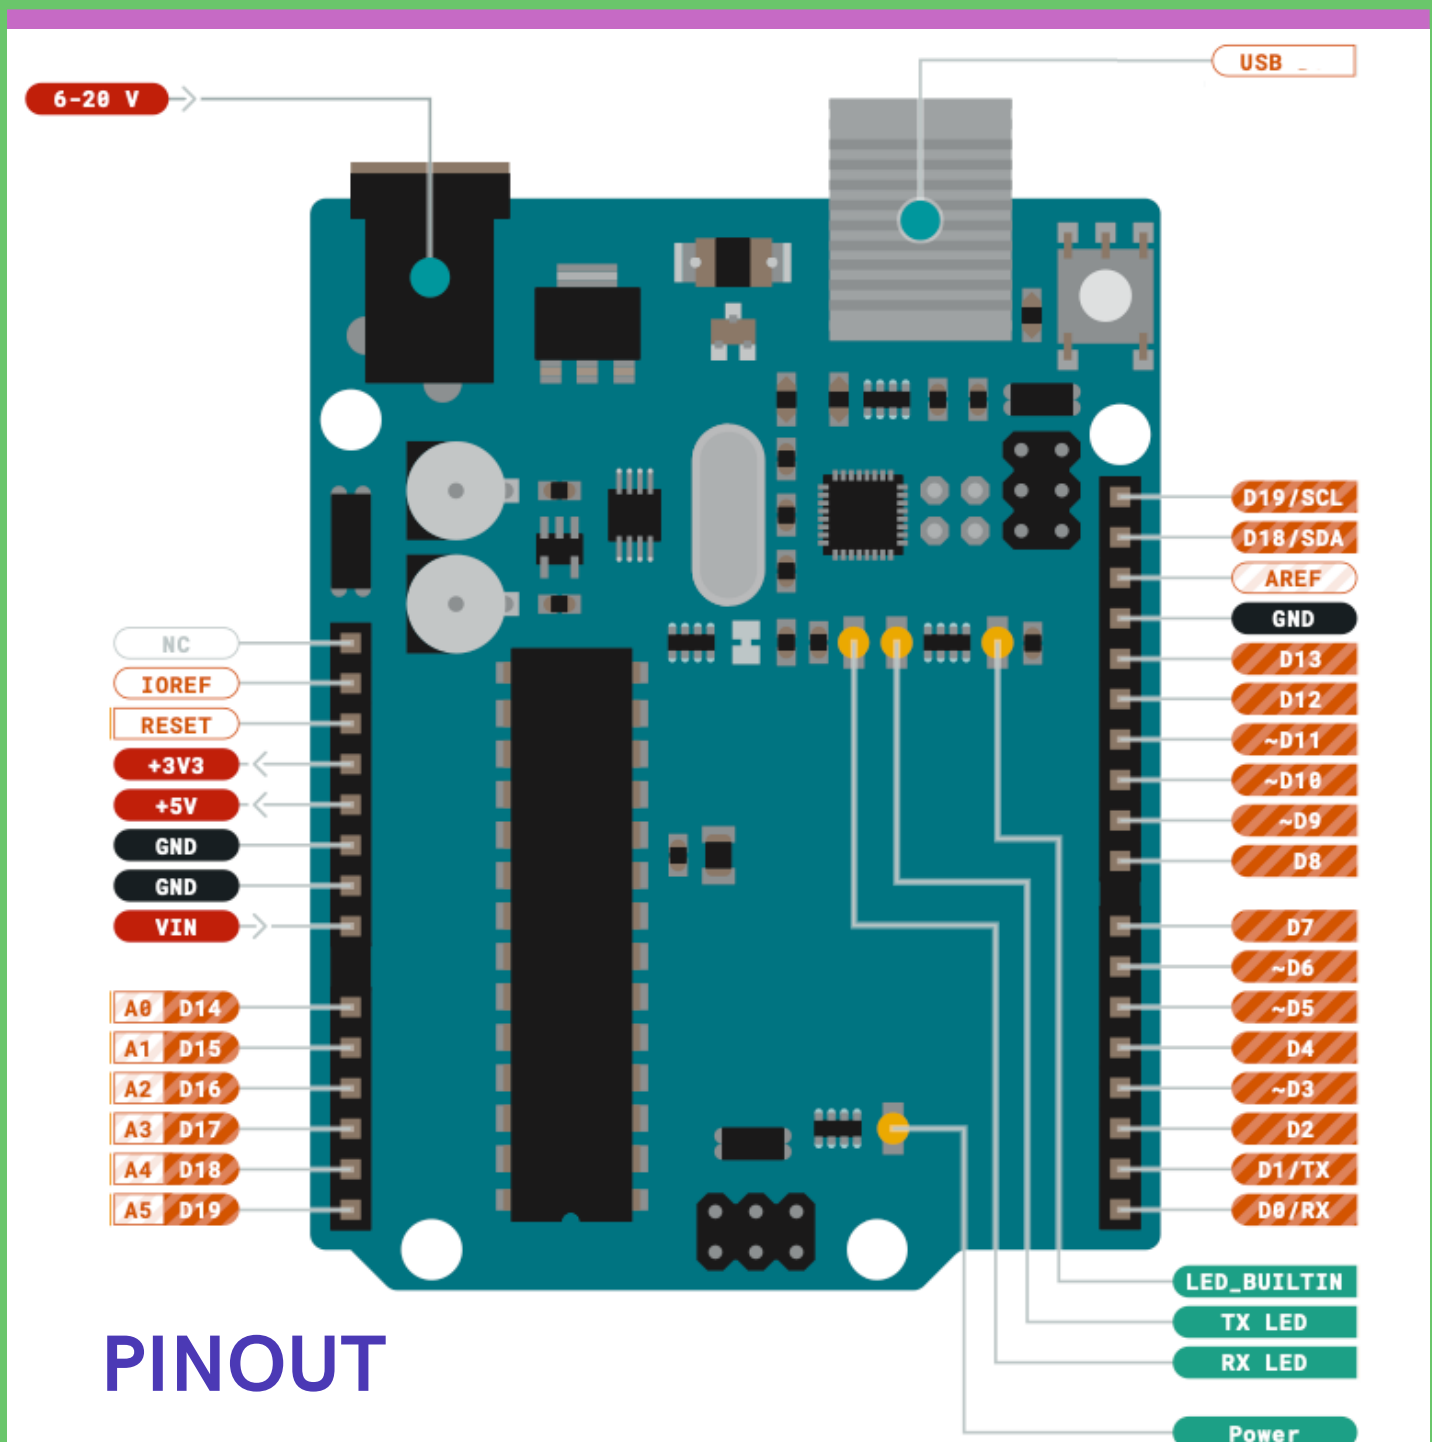 USB _
6-20 V
D19/SCL
D18/SDA
AREF
GND
NC
D13
IOREF
D12
RESET
~D11
+3V3
~D10
+5V
~D9
GND
D8
GND
VIN
D7
~D6
A0 D14
~D5
A1 D15
D4
A2 D16
~D3
A3 D17
D2
A4 D18
D1/TX
A5 D19
D0/RX
LED_BUILTIN
TX LED
PINOUT
RX LED
Power